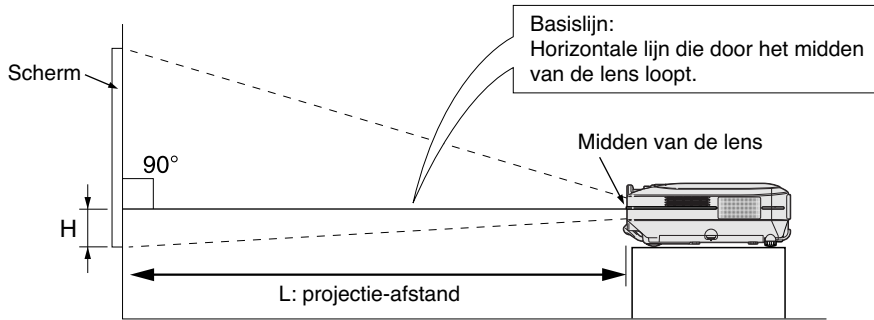 Basislijn:
Horizontale lijn die door het midden
van de lens loopt.
Scherm
Midden van de lens
90°
H
L: projectie-afstand